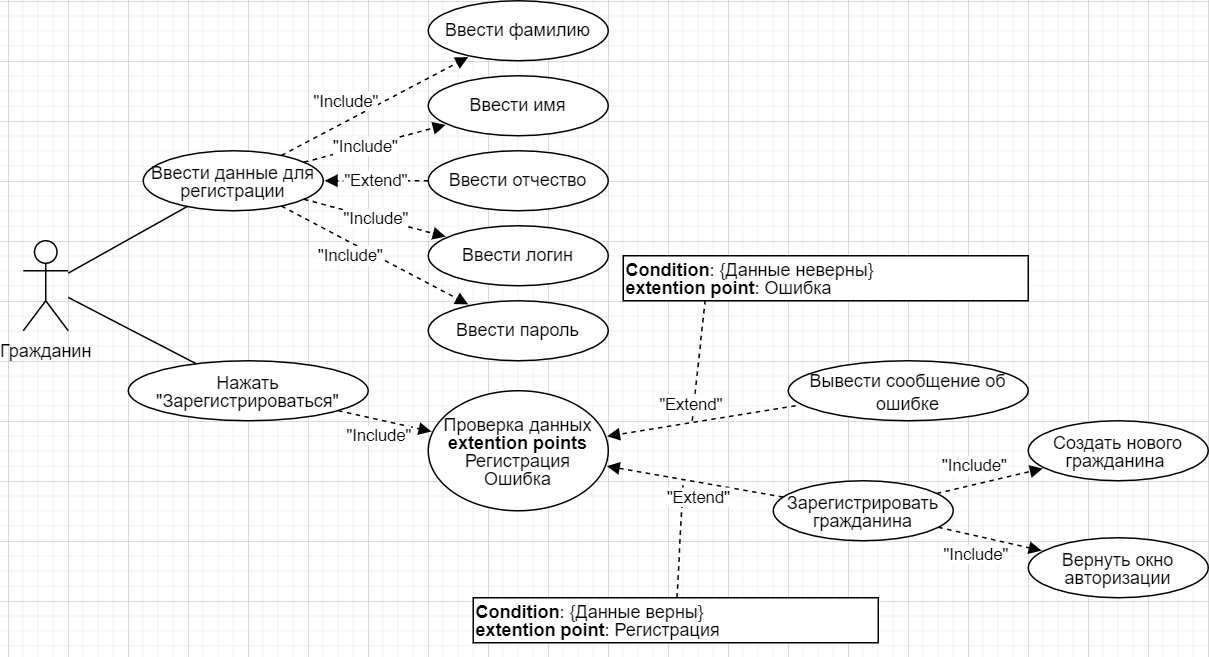 Ввести фамилию
"Include"
Ввести имя
"Include"
Ввести данные для
регистрации
"Extend"
Ввести отчество
"Include"
Ввести логин
"Include"
Ввести пароль
Гражданин
Condition: {Данные неверны}
extention point: Ошибка
Нажать
"Зарегистрироваться"
"Include"
Проверка данных
extention points
Регистрация
Ошибка
"Extend"
Вывести сообщение об
ошибке
"Extend"
Зарегистрировать
гражданина
"Include"
Создать нового
гражданина
"Include"
Вернуть окно
авторизации
Condition: {Данные верны}
extention point: Регистрация